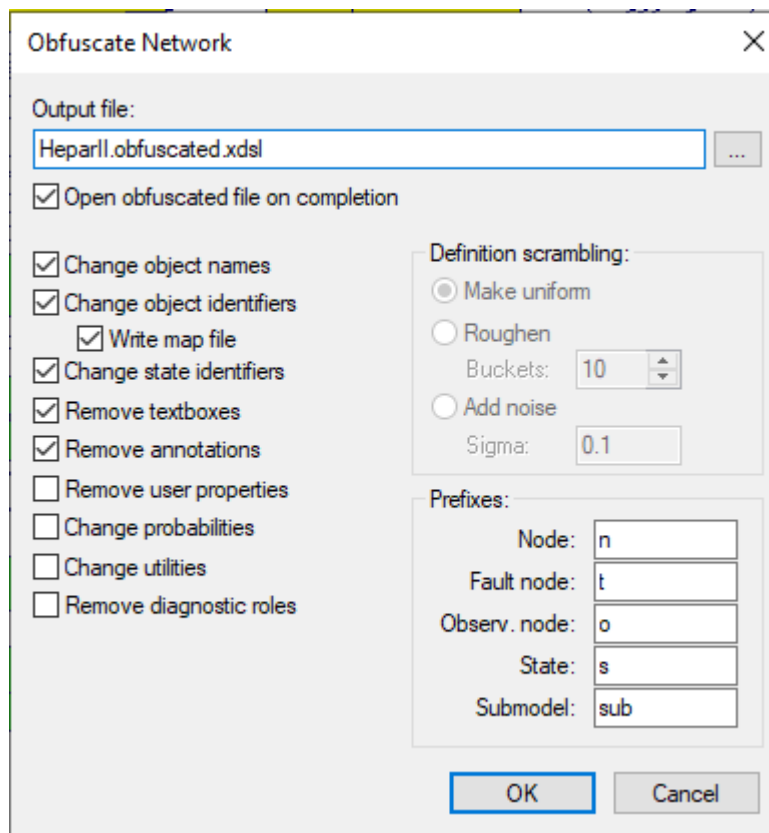 Obfuscate Network
Output file:
HeparII.obfuscated.xdsl
...
Open obfuscated file on completion
Change object names
Change object identifiers
Write map file
Change state identifiers
Remove textboxes
Remove annotations
Remove user properties
Change probabilities
Change utilities
Remove diagnostic roles
Definition scrambling:
Make uniform
Roughen
Buckets: 10
Add noise
Sigma: 0.1
Prefixes:
Node: n
Fault node: t
Observ. node: o
State: s
Submodel: sub
OK
Cancel